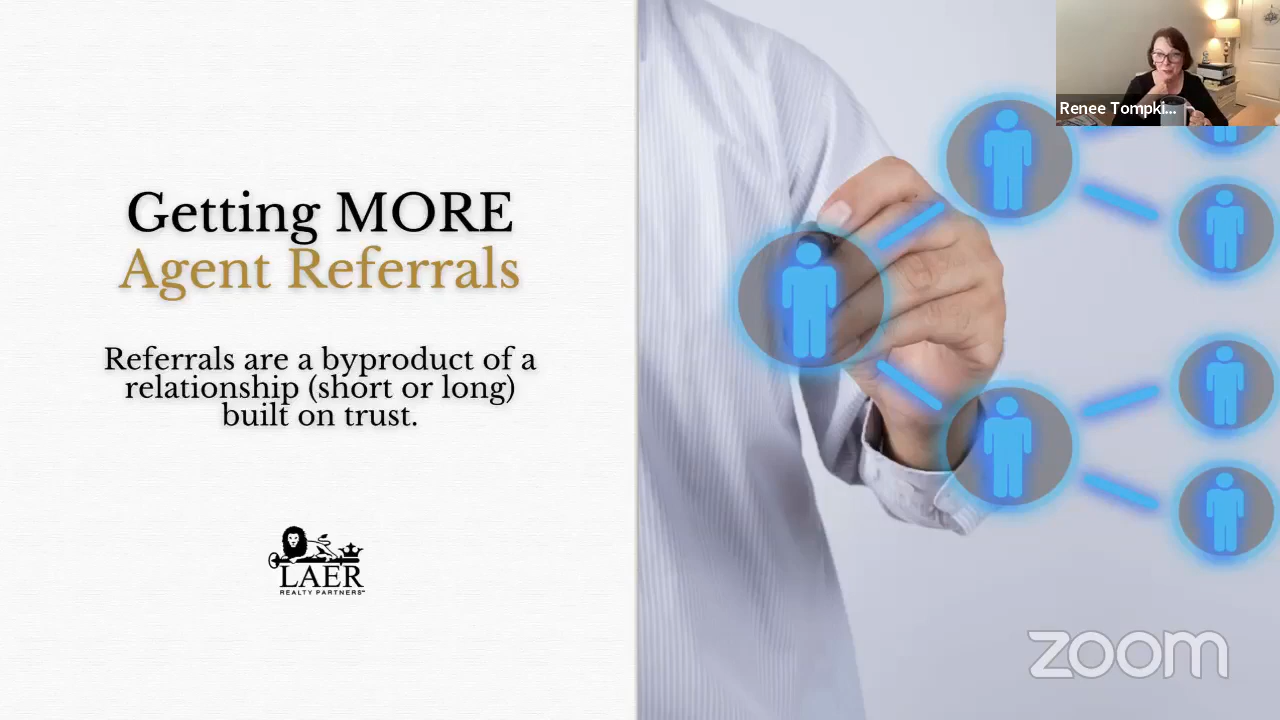 Getting MORE
Agent Referrals
Referrals are a byproduct of a
relationship (short or long)
built on trust.
LAER
REALTY PARTNERS
Renee Tompki...
zoom